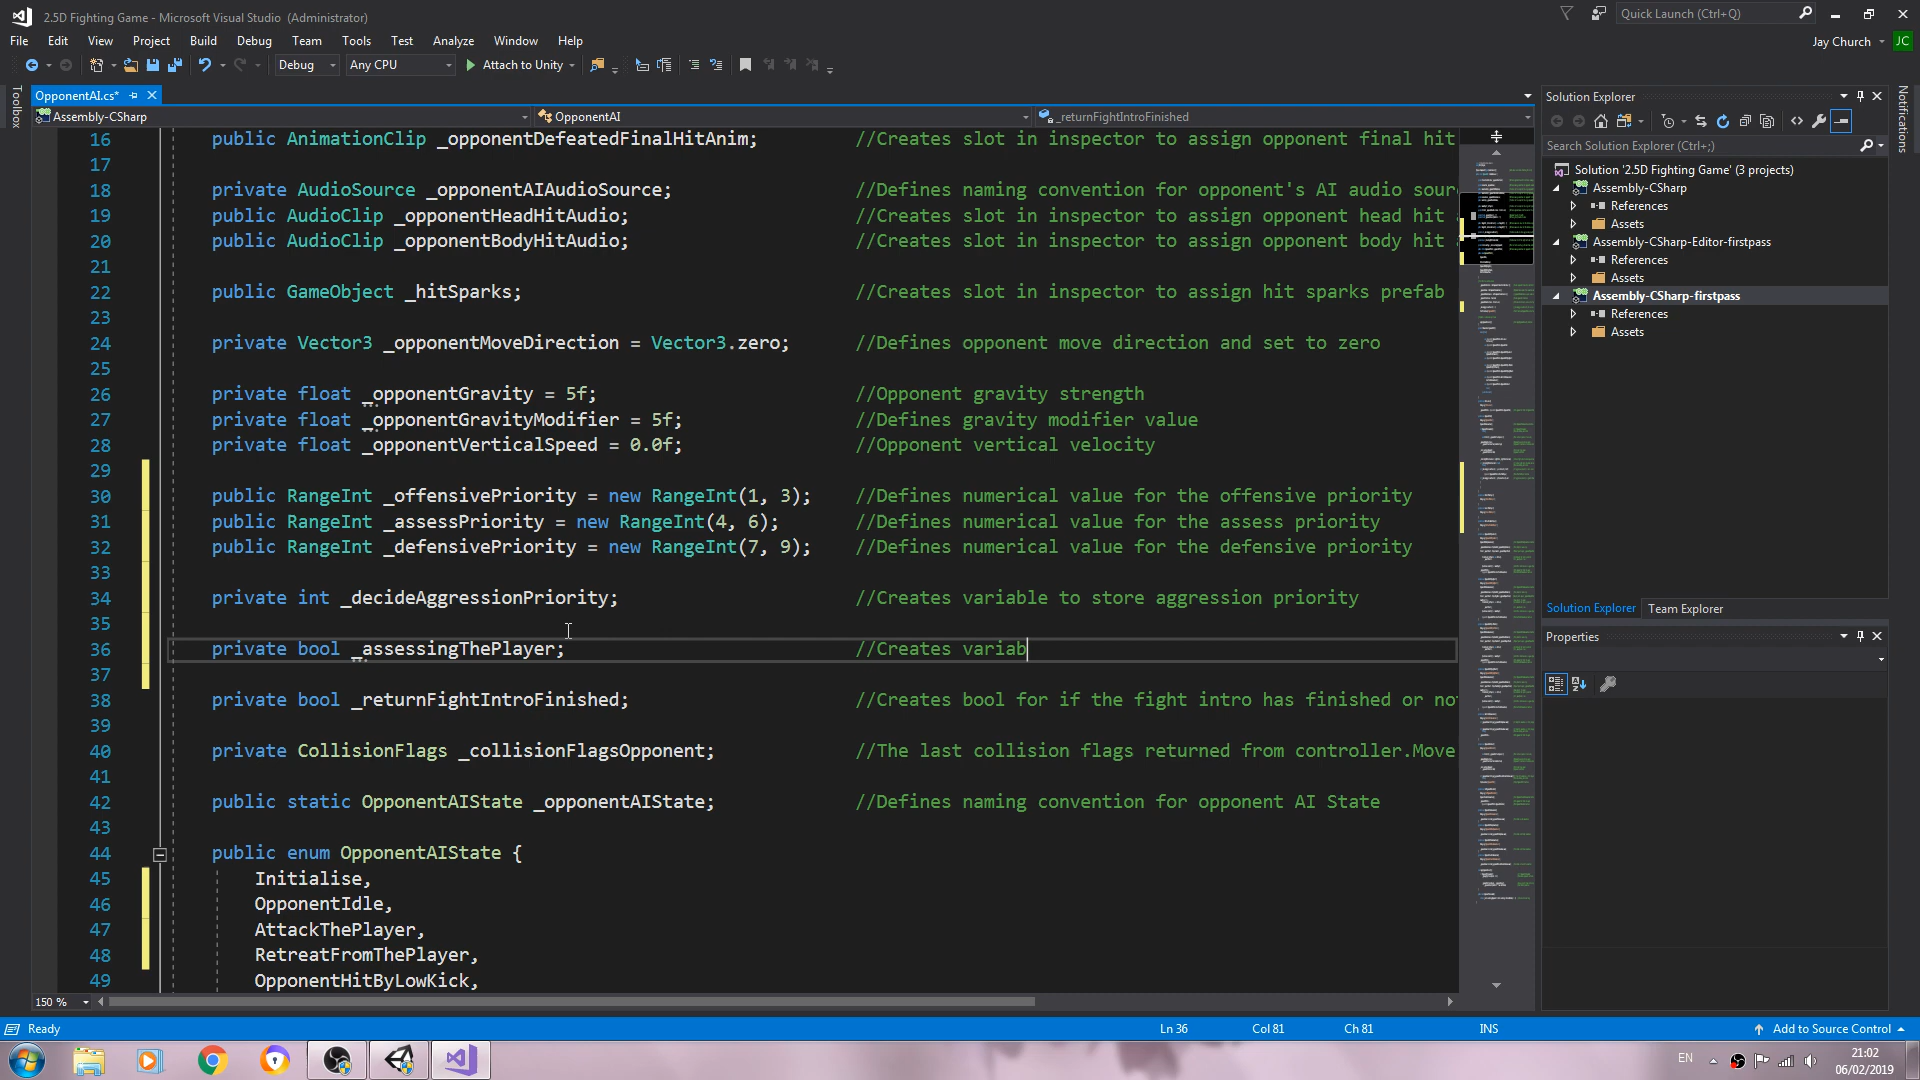 2.5D Fighting Game - Microsoft Visual Studio (Administrator)
Quick Launch (Ctrl+Q)
File Edit View Project Build Debug Team Tools Test Analyze Window Help
Jay Church JC
Debug Any CPU Attach to Unity
Toolbox
OpponentAI.cs*
Assembly-CSharp OpponentAI _returnFightIntroFinished
16 public AnimationClip _opponentDefeatedFinalHitAnim; //Creates slot in inspector to assign opponent final hit
17
18 private AudioSource _opponentAIAudioSource; //Defines naming convention for opponent's AI audio sour
19 public AudioClip _opponentHeadHitAudio; //Creates slot in inspector to assign opponent head hit
20 public AudioClip _opponentBodyHitAudio; //Creates slot in inspector to assign opponent body hit
21
22 public GameObject _hitSparks; //Creates slot in inspector to assign hit sparks prefab
23
24 private Vector3 _opponentMoveDirection = Vector3.zero; //Defines opponent move direction and set to zero
25
26 private float _opponentGravity = 5f; //Opponent gravity strength
27 private float _opponentGravityModifier = 5f; //Defines gravity modifier value
28 private float _opponentVerticalSpeed = 0.0f; //Opponent vertical velocity
29
30 public RangeInt _offensivePriority = new RangeInt(1, 3); //Defines numerical value for the offensive priority
31 public RangeInt _assessPriority = new RangeInt(4, 6); //Defines numerical value for the assess priority
32 public RangeInt _defensivePriority = new RangeInt(7, 9); //Defines numerical value for the defensive priority
33
34 private int _decideAggressionPriority; //Creates variable to store aggression priority
35
36 private bool _assessingThePlayer; //Creates variab
37
38 private bool _returnFightIntroFinished; //Creates bool for if the fight intro has finished or no
39
40 private CollisionFlags _collisionFlagsOpponent; //The last collision flags returned from controller.Move
41
42 public static OpponentAIState _opponentAIState; //Defines naming convention for opponent AI State
43
44 public enum OpponentAIState {
45 Initialise,
46 OpponentIdle,
47 AttackThePlayer,
48 RetreatFromThePlayer,
49 OpponentHitByLowKick,
150 %
Solution Explorer
Search Solution Explorer (Ctrl+;)
Solution '2.5D Fighting Game' (3 projects)
Assembly-CSharp
References
Assets
Assembly-CSharp-Editor-firstpass
References
Assets
Assembly-CSharp-firstpass
References
Assets
Solution Explorer Team Explorer
Properties
Notifications
Ready Ln 36 Col 81 Ch 81 INS Add to Source Control
EN
21:02
06/02/2019